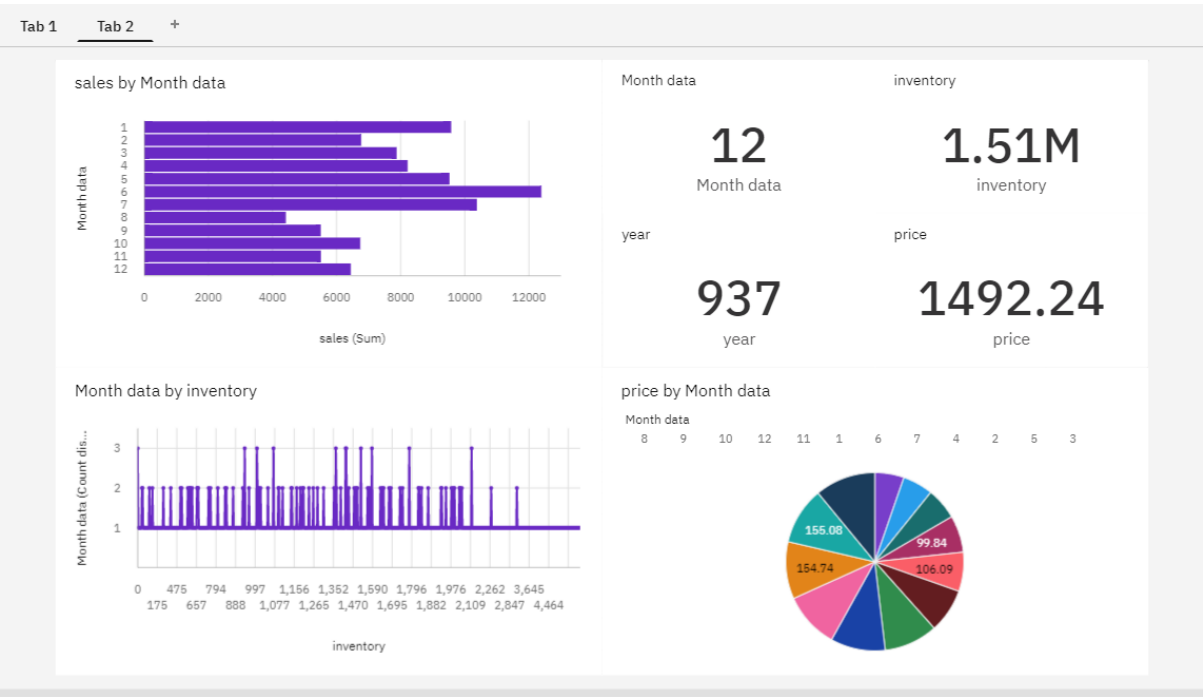 Tab 1 Tab 2 +
sales by Month data
Month data
1
2
3
4
5
6
7
8
9
10
11
12
0 2000 4000 6000 8000 10000 12000
sales (Sum)
Month data
12
Month data
inventory
1.51M
inventory
year
937
year
price
1492.24
price
Month data by inventory
Month data (Count dis...
3
2
1
0 475 794 997 1,156 1,352 1,590 1,796 1,976 2,262 3,645
175 657 888 1,077 1,265 1,470 1,695 1,882 2,109 2,847 4,464
inventory
price by Month data
Month data
8 9 10 12 11 1 6 7 4 2 5 3
155.08
99.84
154.74
106.09